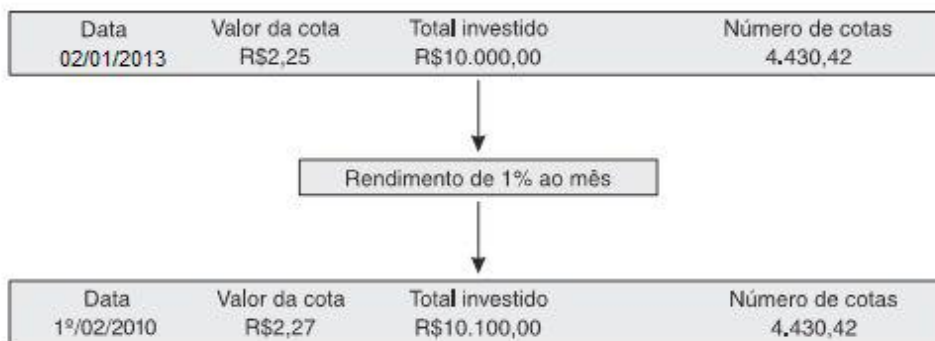 Data Valor da cota Total investido Número de cotas
02/01/2013 R$2,25 R$10.000,00 4.430,42
Rendimento de 1% ao mês
Data Valor da cota Total investido Número de cotas
1º/02/2010 R$2,27 R$10.100,00 4.430,42